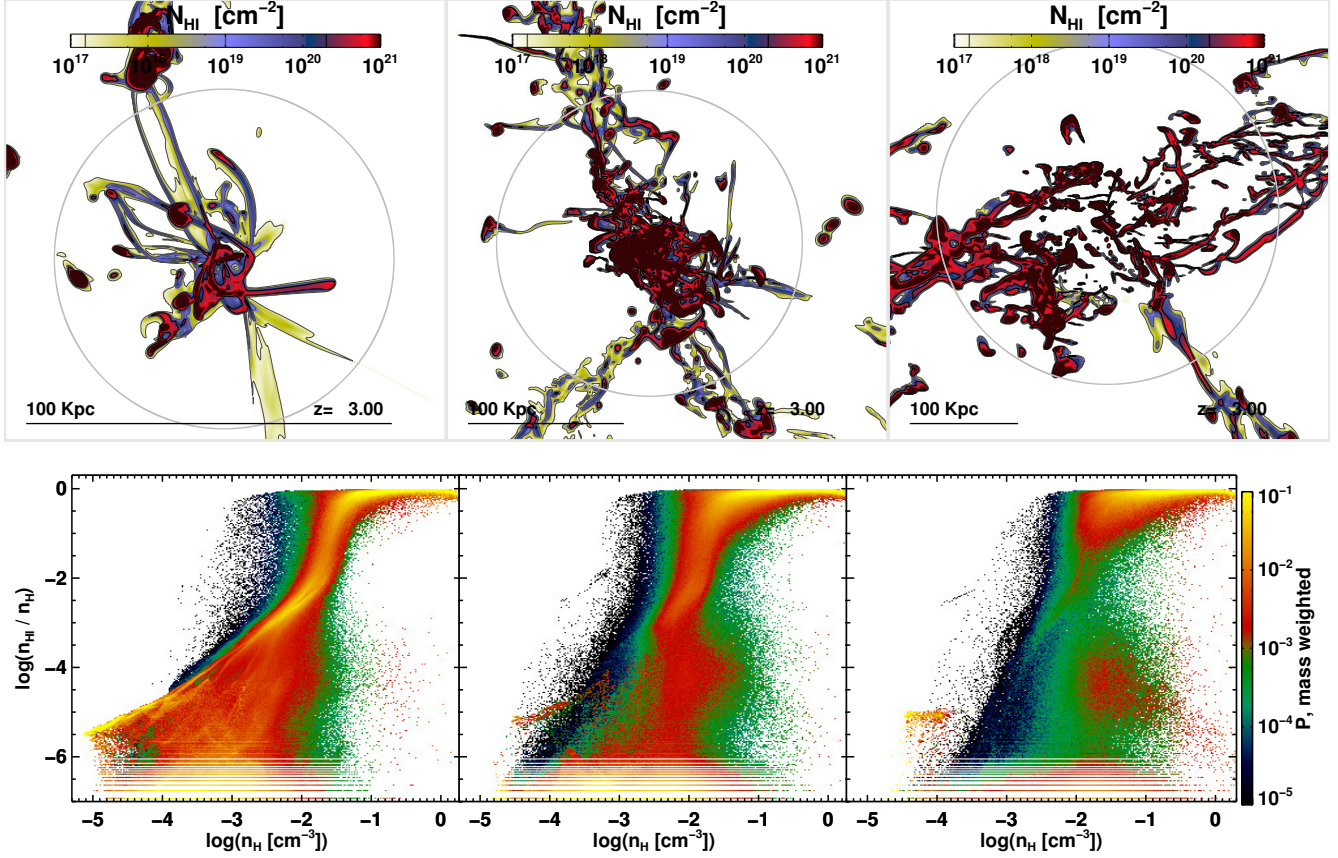 N_HI [cm^-2] N_HI [cm^-2] N_HI [cm^-2]
10^17 10^18 10^19 10^20 10^21 10^17 10^18 10^19 10^20 10^21 10^17 10^18 10^19 10^20 10^21
100 Kpc z= 3.00 100 Kpc z= 3.00 100 Kpc z= 3.00
log(n_HI / n_H)
0
−2
−4
−6
−5 −4 −3 −2 −1 0 −5 −4 −3 −2 −1 0 −5 −4 −3 −2 −1 0
log(n_H [cm^-3]) log(n_H [cm^-3]) log(n_H [cm^-3])
10^-1
10^-2
10^-3
10^-4
10^-5
P, mass weighted